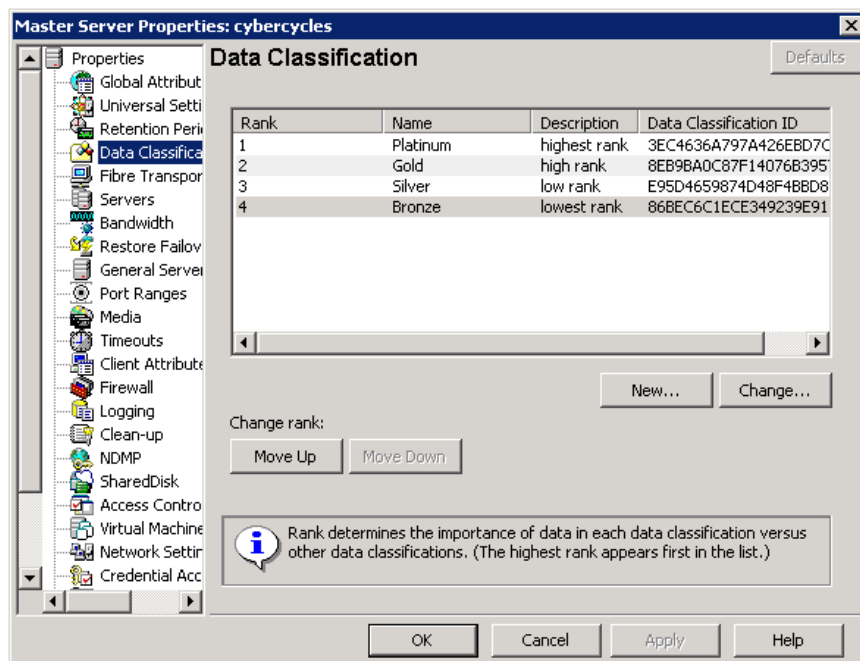 Master Server Properties: cybercycles
Properties
Global Attribut
Universal Setti
Retention Peri
Data Classifica
Fibre Transpor
Servers
Bandwidth
Restore Failov
General Server
Port Ranges
Media
Timeouts
Client Attribute
Firewall
Logging
Clean-up
NDMP
SharedDisk
Access Contro
Virtual Machine
Network Settin
Credential Acc
Data Classification
Defaults
Rank Name Description Data Classification ID
1 Platinum highest rank 3EC4636A797A426EBD7C
2 Gold high rank 8EB9BA0C87F14076B395
3 Silver low rank E95D4659874D48F4BBD8
4 Bronze lowest rank 86BEC6C1ECE349239E91
New... Change...
Change rank:
Move Up Move Down
Rank determines the importance of data in each data classification versus
other data classifications. (The highest rank appears first in the list.)
OK Cancel Apply Help